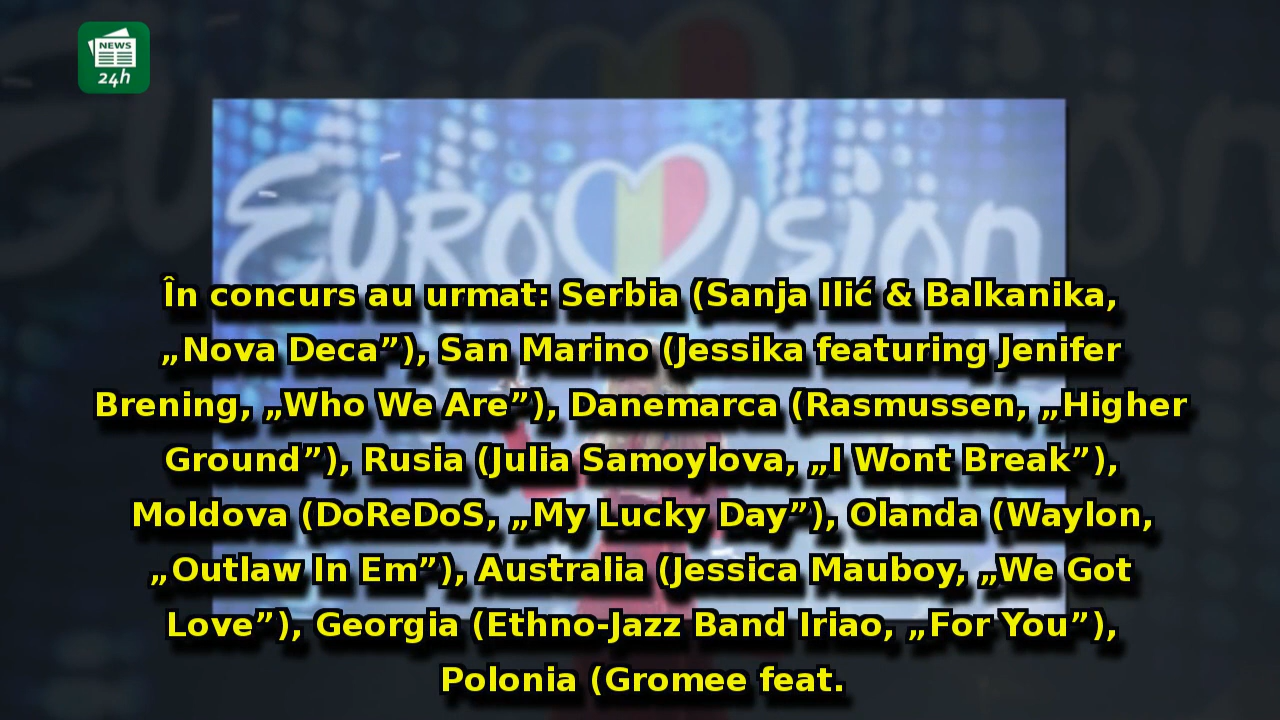 NEWS
24h
EUROVISION
În concurs au urmat: Serbia (Sanja Ilić & Balkanika,
„Nova Deca”), San Marino (Jessika featuring Jenifer
Brening, „Who We Are”), Danemarca (Rasmussen, „Higher
Ground”), Rusia (Julia Samoylova, „I Wont Break”),
Moldova (DoReDoS, „My Lucky Day”), Olanda (Waylon,
„Outlaw In Em”), Australia (Jessica Mauboy, „We Got
Love”), Georgia (Ethno-Jazz Band Iriao, „For You”),
Polonia (Gromee feat.